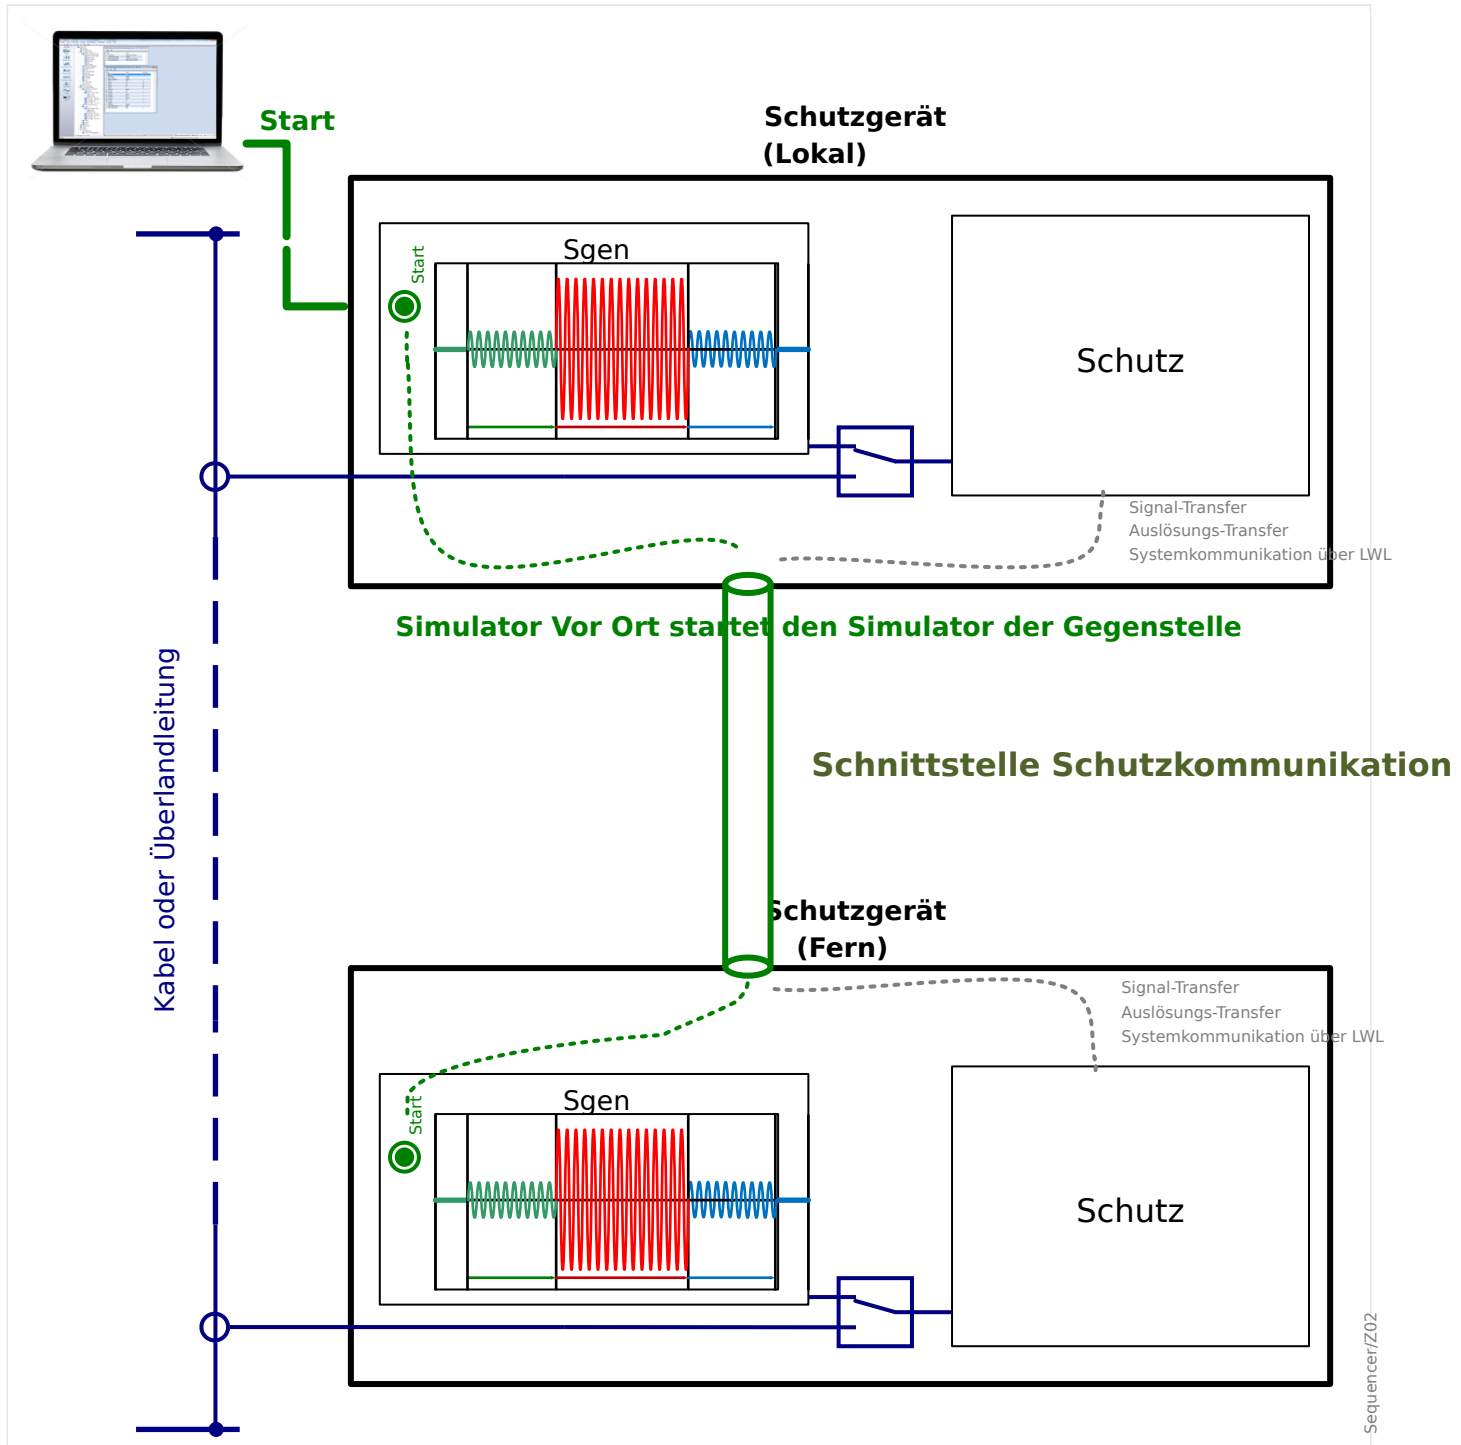 Start
Schutzgerät
(Lokal)
Sgen
Start
Schutz
Signal-Transfer
Auslösungs-Transfer
Systemkommunikation über LWL
Simulator Vor Ort startet den Simulator der Gegenstelle
Kabel oder Überlandleitung
Schnittstelle Schutzkommunikation
Schutzgerät
(Fern)
Signal-Transfer
Auslösungs-Transfer
Systemkommunikation über LWL
Sgen
Start
Schutz
Sequencer/Z02